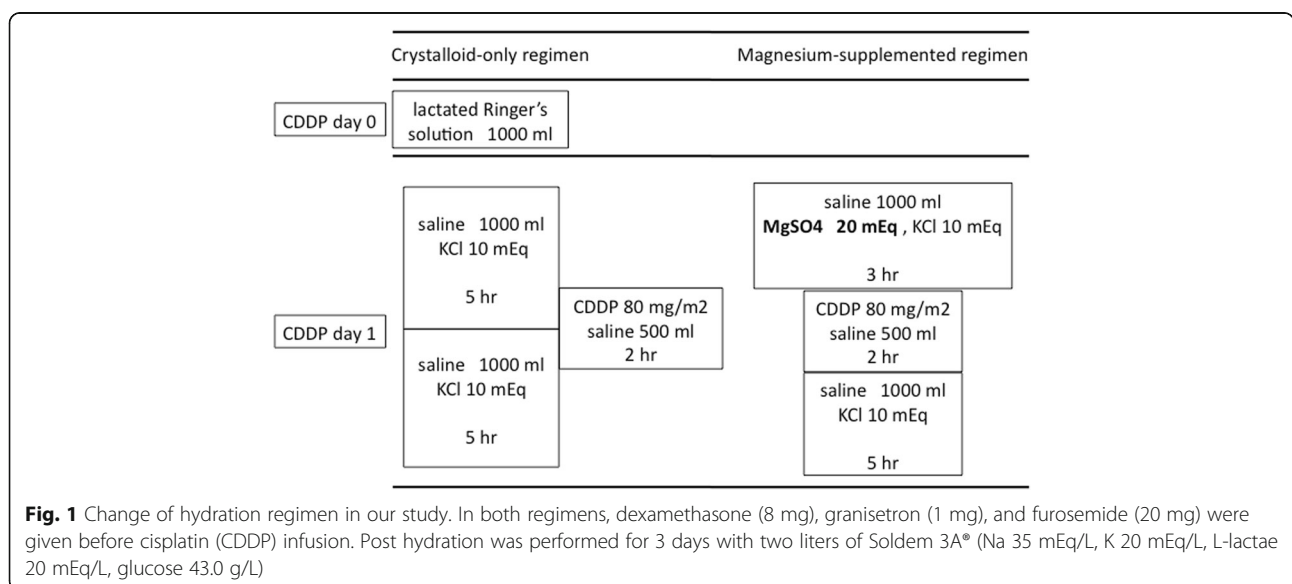 Crystalloid-only regimen Magnesium-supplemented regimen
CDDP day 0
lactated Ringer's
solution 1000 ml
CDDP day 1
saline 1000 ml
KCl 10 mEq
5 hr
saline 1000 ml
KCl 10 mEq
5 hr
CDDP 80 mg/m2
saline 500 ml
2 hr
saline 1000 ml
MgSO4 20 mEq , KCl 10 mEq
3 hr
CDDP 80 mg/m2
saline 500 ml
2 hr
saline 1000 ml
KCl 10 mEq
5 hr
Fig. 1 Change of hydration regimen in our study. In both regimens, dexamethasone (8 mg), granisetron (1 mg), and furosemide (20 mg) were
given before cisplatin (CDDP) infusion. Post hydration was performed for 3 days with two liters of Soldem 3A® (Na 35 mEq/L, K 20 mEq/L, L-lactae
20 mEq/L, glucose 43.0 g/L)